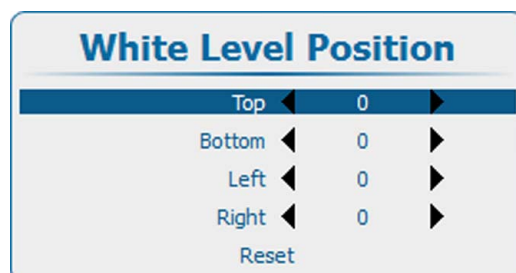 White Level Position
Top 0
Bottom 0
Left 0
Right 0
Reset